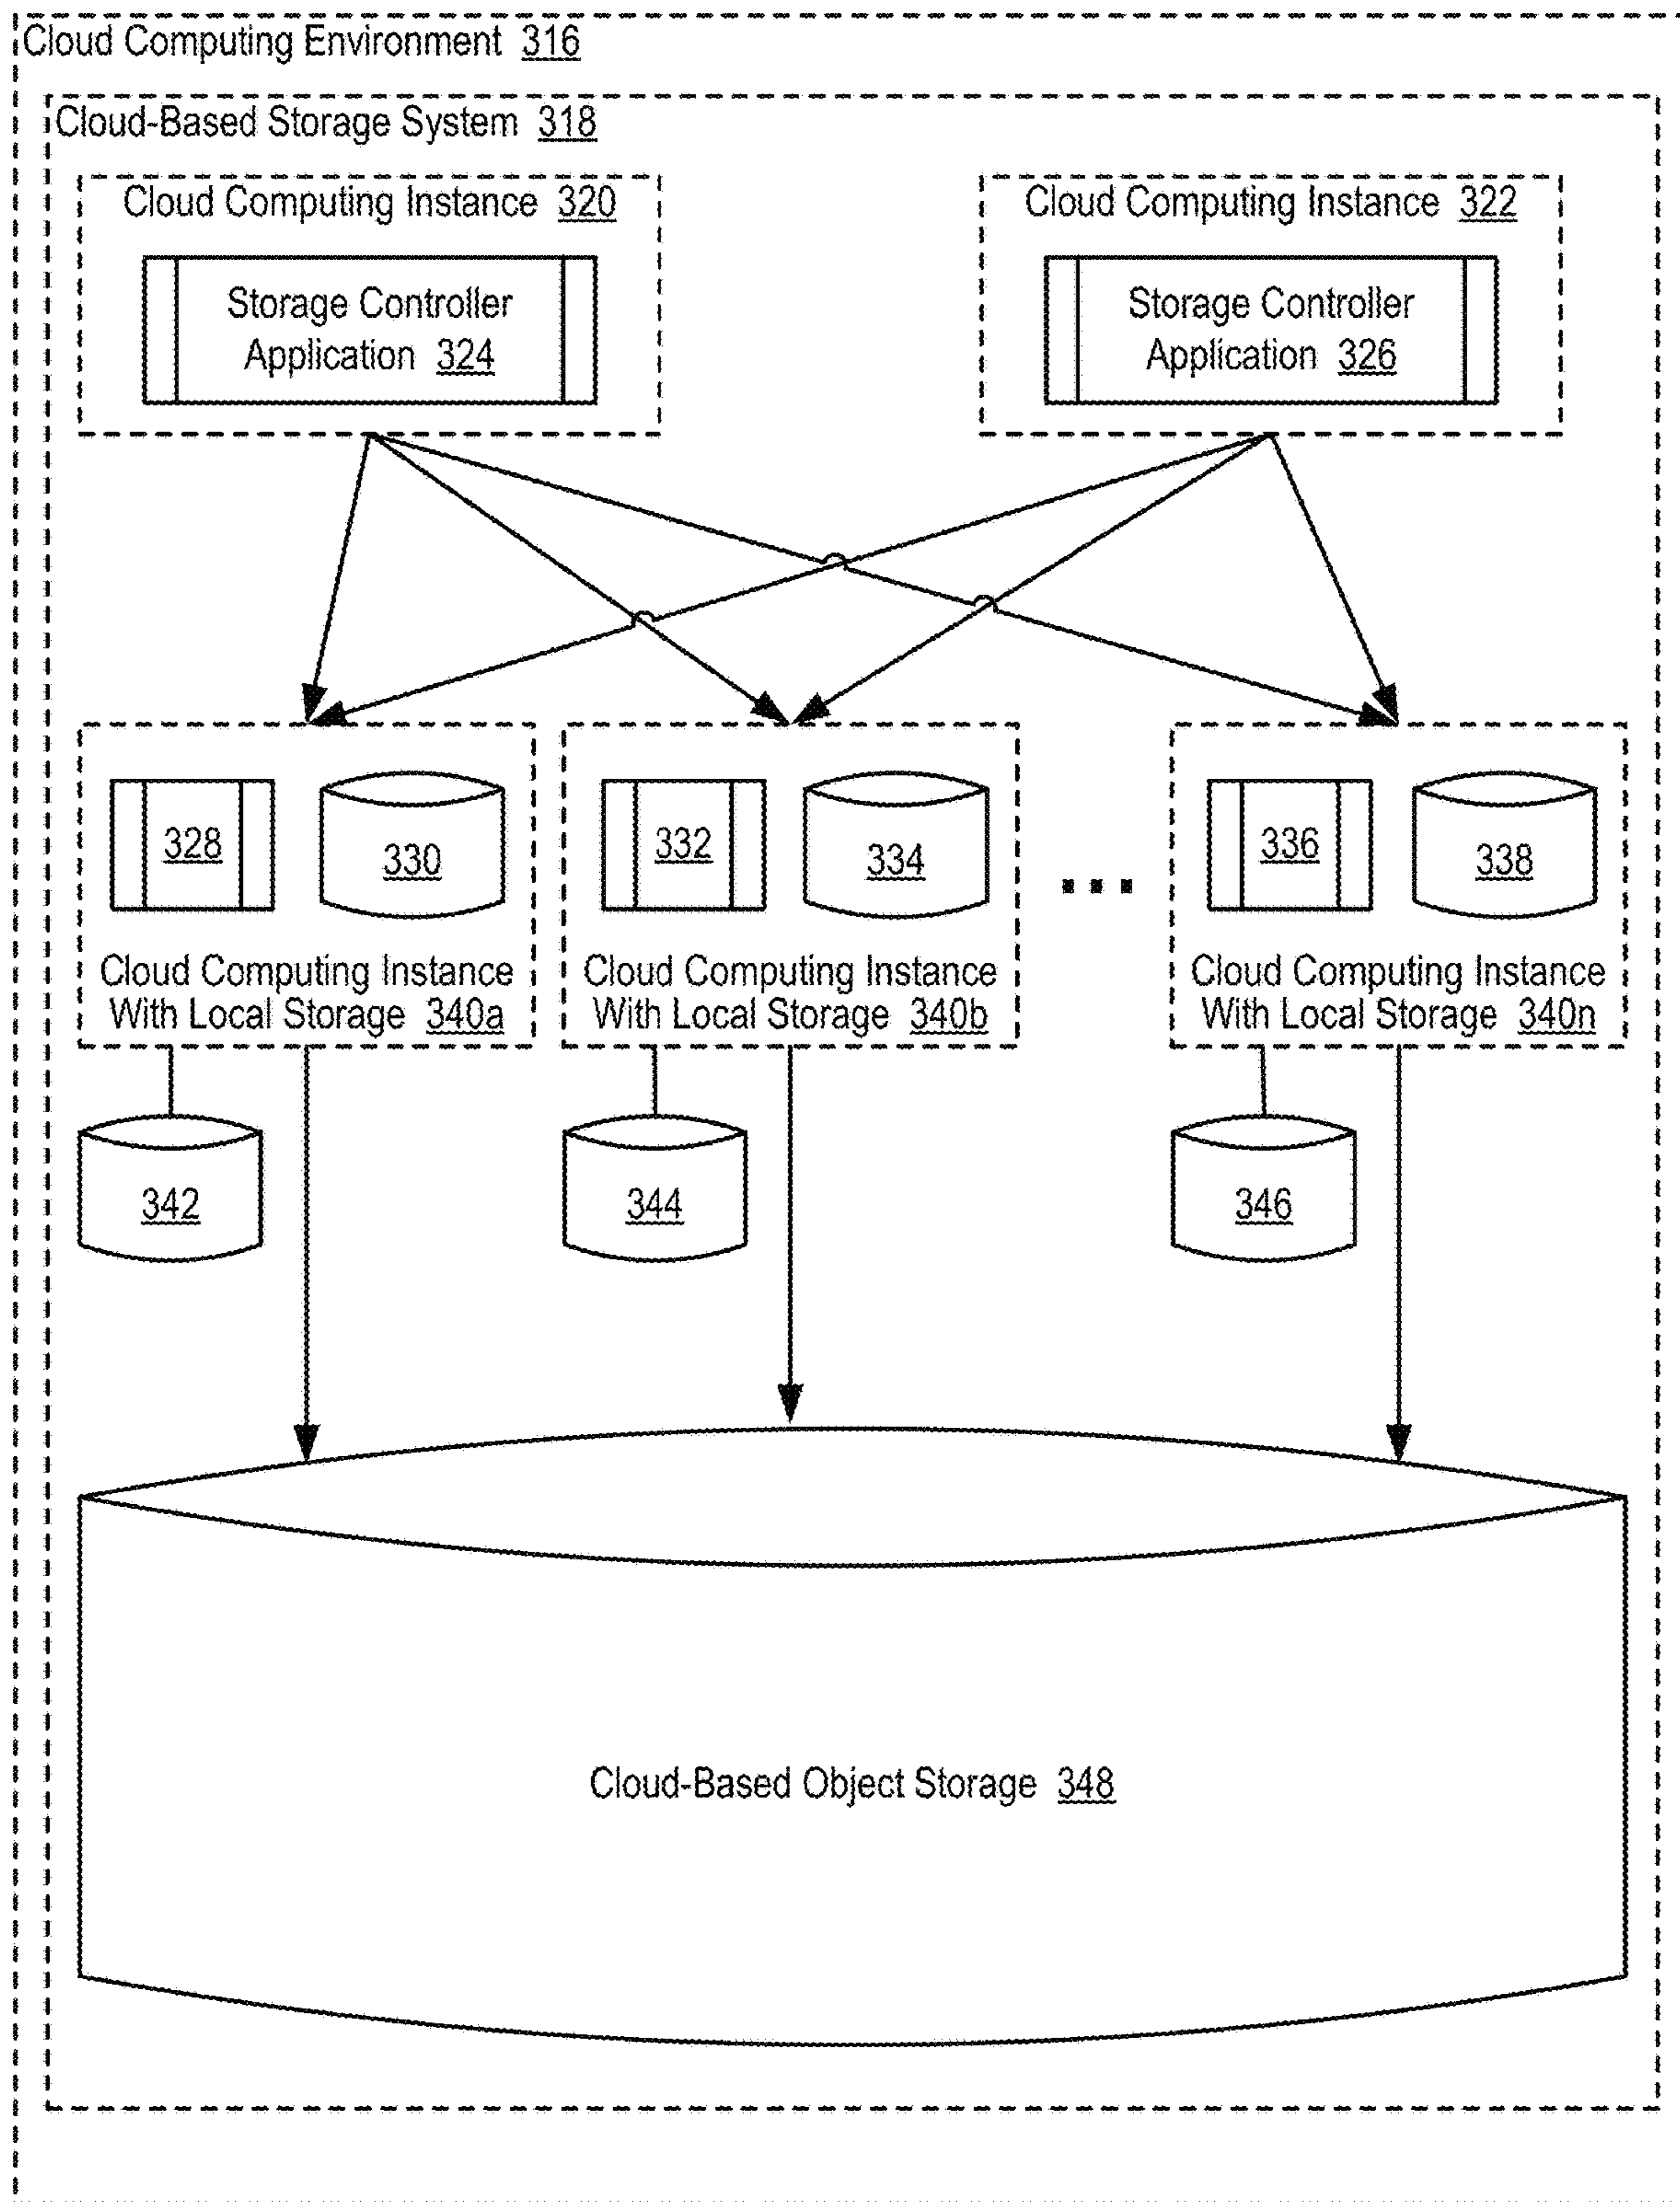 Cloud Computing Environment 316
Cloud-Based Storage System 318
Cloud Computing Instance 320
Storage Controller
Application 324
Cloud Computing Instance 322
Storage Controller
Application 326
328
330
Cloud Computing Instance
With Local Storage 340a
332
334
Cloud Computing Instance
With Local Storage 340b
...
336
338
Cloud Computing Instance
With Local Storage 340n
342
344
346
Cloud-Based Object Storage 348